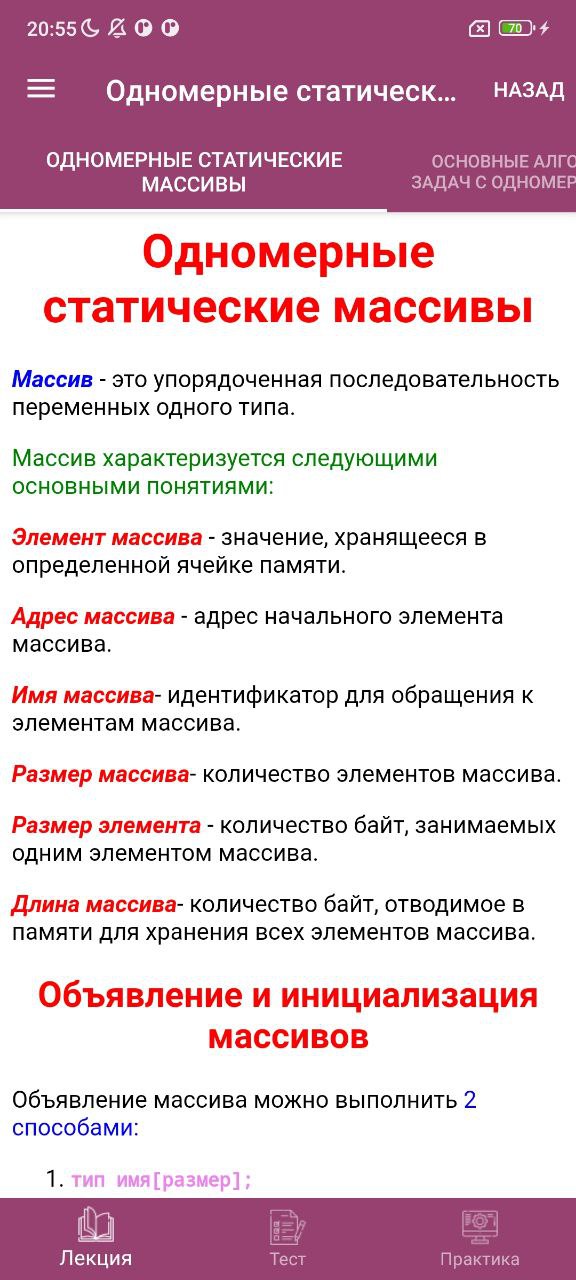 20:55
70
Одномерные статическ...
НАЗАД
ОДНОМЕРНЫЕ СТАТИЧЕСКИЕ
МАССИВЫ
ОСНОВНЫЕ АЛГО
ЗАДАЧ С ОДНОМЕР
Одномерные
статические массивы
Массив - это упорядоченная последовательность
переменных одного типа.
Массив характеризуется следующими
основными понятиями:
Элемент массива - значение, хранящееся в
определенной ячейке памяти.
Адрес массива - адрес начального элемента
массива.
Имя массива- идентификатор для обращения к
элементам массива.
Размер массива- количество элементов массива.
Размер элемента - количество байт, занимаемых
одним элементом массива.
Длина массива- количество байт, отводимое в
памяти для хранения всех элементов массива.
Объявление и инициализация
массивов
Объявление массива можно выполнить 2
способами:
1. тип имя[размер];
Лекция
Тест
Практика